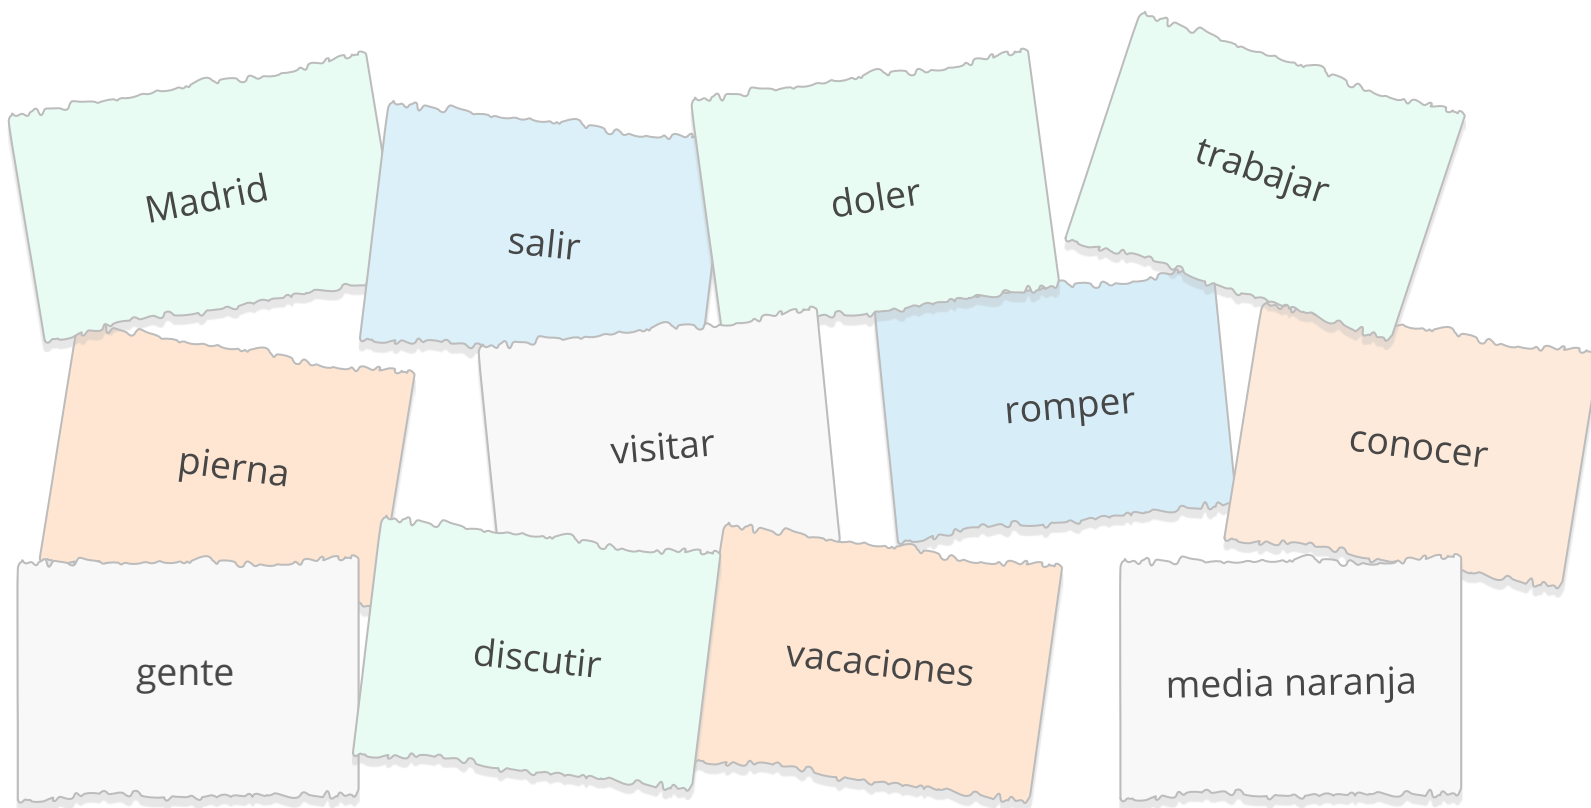 Madrid
salir
doler
trabajar
pierna
visitar
romper
conocer
gente
discutir
vacaciones
media naranja